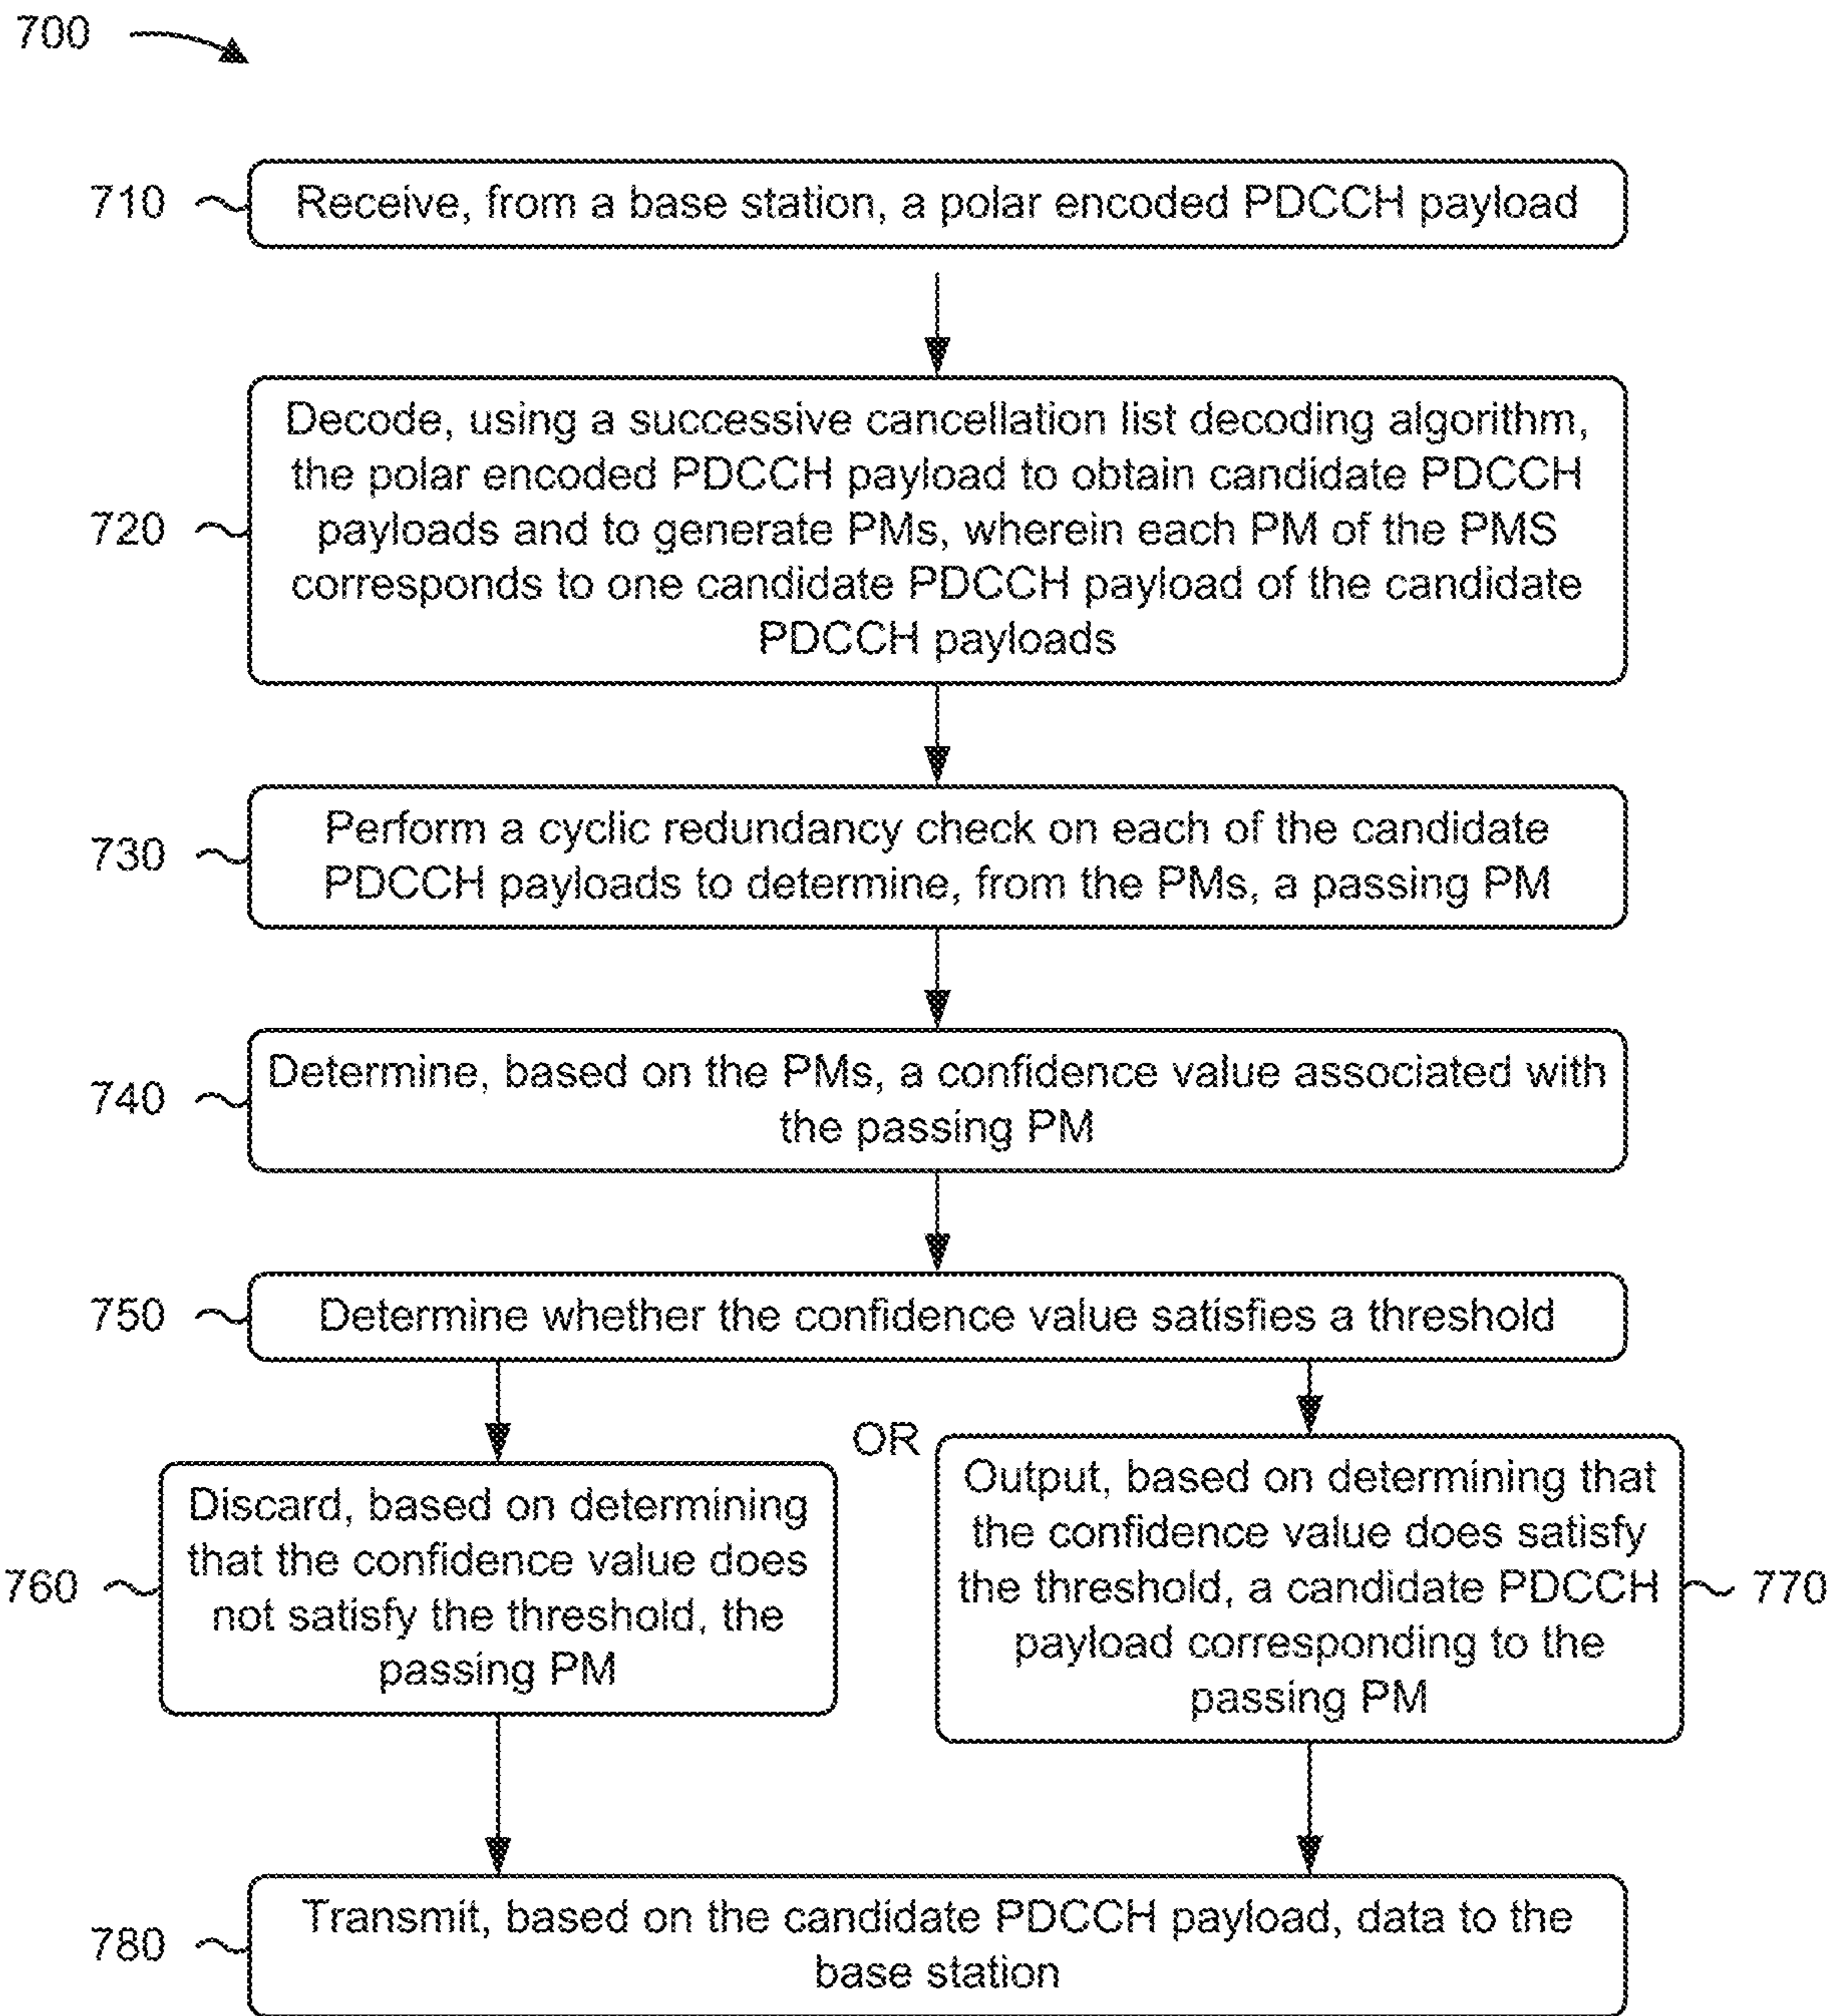 700
710
Receive, from a base station, a polar encoded PDCCH payload
Decode, using a successive cancellation list decoding algorithm,
the polar encoded PDCCH payload to obtain candidate PDCCH
720
payloads and to generate PMs, wherein each PM of the PMS
corresponds to one candidate PDCCH payload of the candidate
PDCCH payloads
730
Perform a cyclic redundancy check on each of the candidate
PDCCH payloads to determine, from the PMs, a passing PM
740
Determine, based on the PMs, a confidence value associated with
the passing PM
750
Determine whether the confidence value satisfies a threshold
760
Discard, based on determining
that the confidence value does
not satisfy the threshold, the
passing PM
OR
Output, based on determining that
the confidence value does satisfy
the threshold, a candidate PDCCH
payload corresponding to the
passing PM
770
780
Transmit, based on the candidate PDCCH payload, data to the
base station